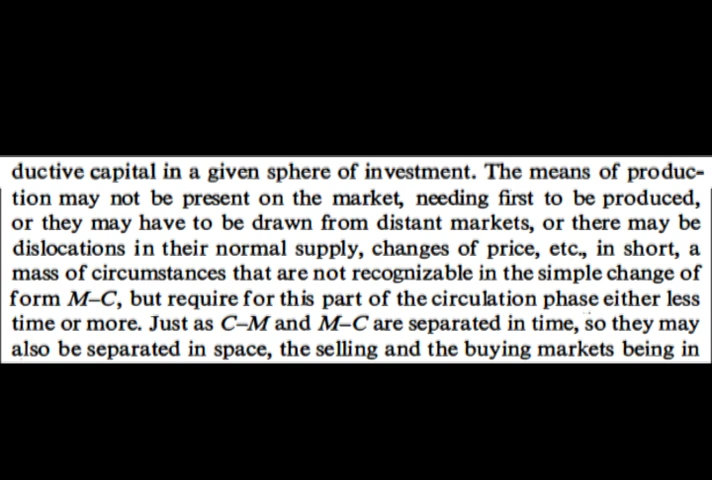 ductive capital in a given sphere of investment. The means of produc-
tion may not be present on the market, needing first to be produced,
or they may have to be drawn from distant markets, or there may be
dislocations in their normal supply, changes of price, etc., in short, a
mass of circumstances that are not recognizable in the simple change of
form M–C, but require for this part of the circulation phase either less
time or more. Just as C–M and M–C are separated in time, so they may
also be separated in space, the selling and the buying markets being in